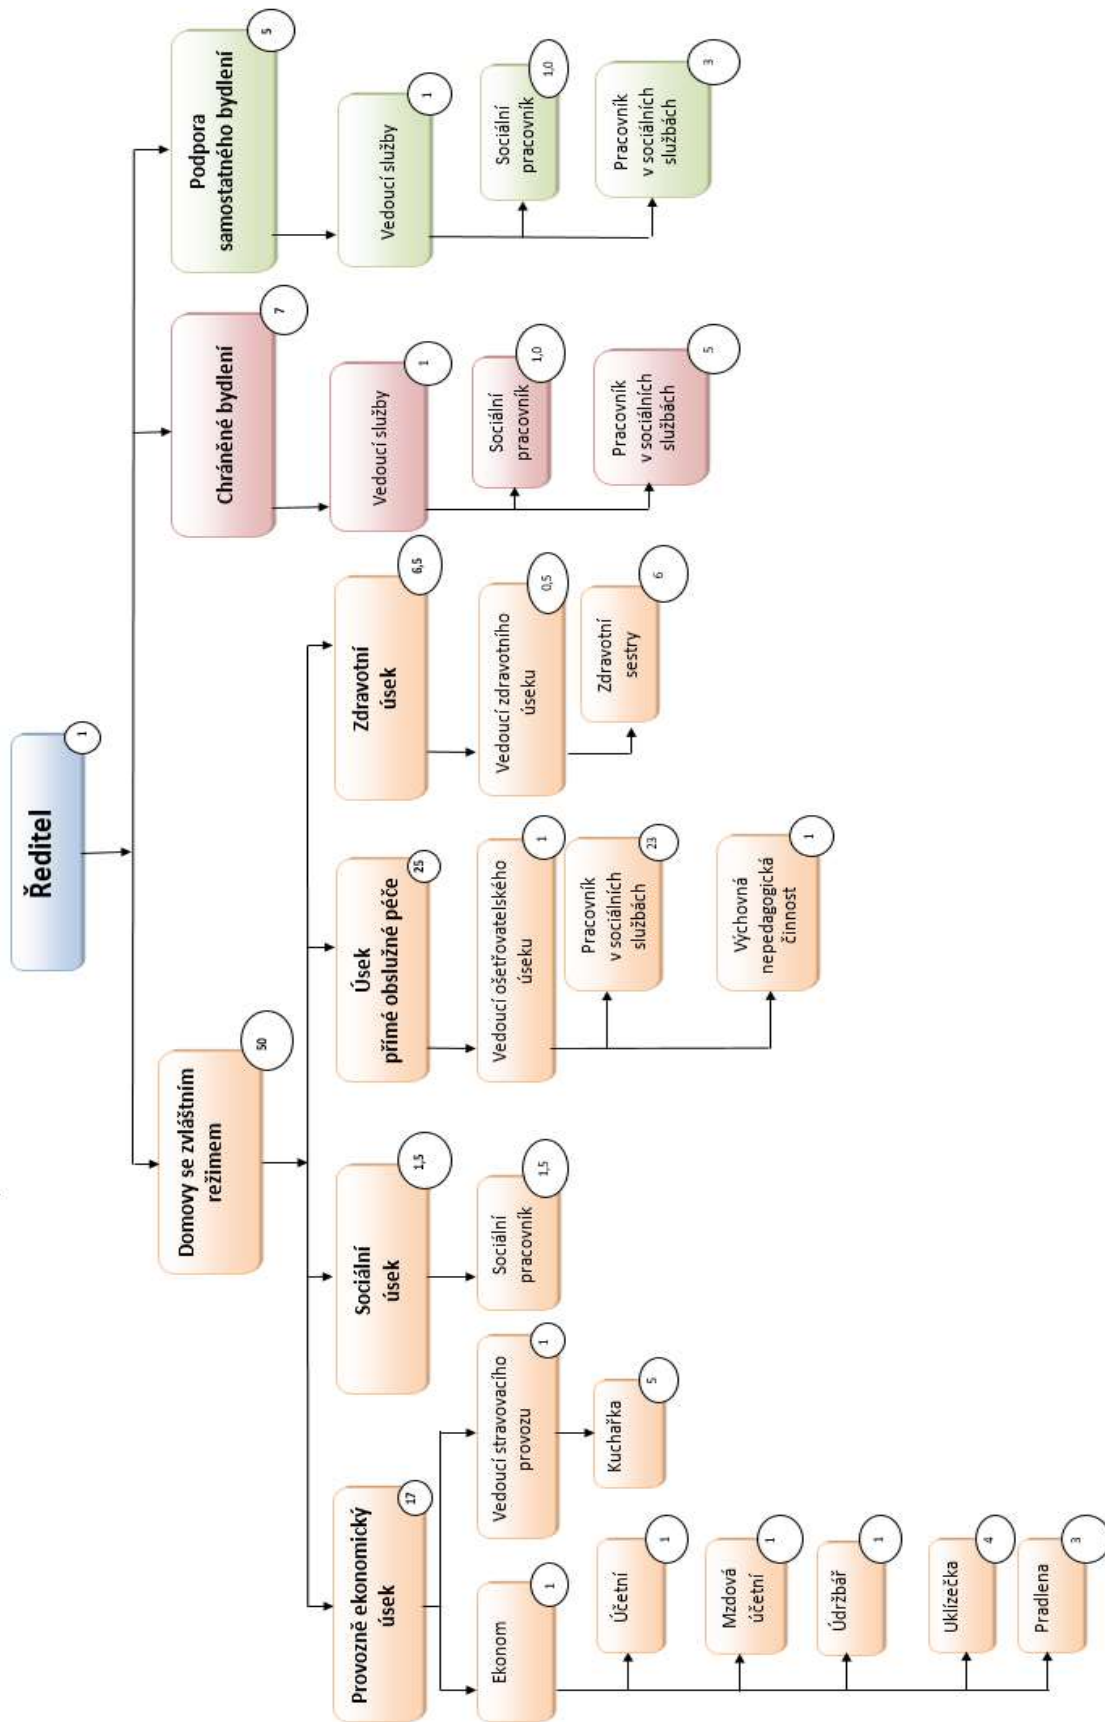 Ředitel
1
Domovy se zvláštním
režimem
50
Chráněné bydlení
7
Podpora
samostatného bydlení
5
Provozně ekonomický
úsek
17
Sociální
úsek
1,5
Úsek
přímé obslužné péče
25
Zdravotní
úsek
6,5
Vedoucí služby
1
Vedoucí služby
1
Ekonom
1
Vedoucí stravovacího
provozu
1
Sociální
pracovník
1,5
Vedoucí ošetřovatelského
úseku
1
Vedoucí zdravotního
úseku
0,5
Sociální
pracovník
1,0
Sociální
pracovník
1,0
Účetní
1
Kuchařka
5
Pracovník
v sociálních
službách
23
Zdravotní
sestry
6
Pracovník
v sociálních
službách
5
Pracovník
v sociálních
službách
3
Mzdová
účetní
1
Výchovná
nepedagogická
činnost
1
Údržbář
1
Uklízečka
4
Pradlena
3